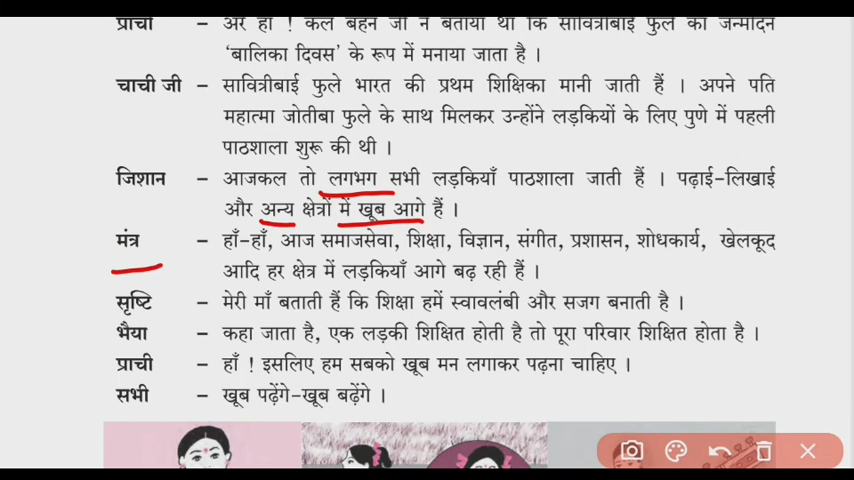 प्राची – अरे हाँ ! कल बहन जी ने बताया था कि सावित्रीबाई फुले का जन्मदिन
‘बालिका दिवस’ के रूप में मनाया जाता है ।
चाची जी – सावित्रीबाई फुले भारत की प्रथम शिक्षिका मानी जाती हैं । अपने पति
महात्मा जोतीबा फुले के साथ मिलकर उन्होंने लड़कियों के लिए पुणे में पहली
पाठशाला शुरू की थी ।
जिशान – आजकल तो लगभग सभी लड़कियाँ पाठशाला जाती हैं । पढ़ाई-लिखाई
और अन्य क्षेत्रों में खूब आगे हैं ।
मंत्र – हाँ-हाँ, आज समाजसेवा, शिक्षा, विज्ञान, संगीत, प्रशासन, शोधकार्य, खेलकूद
आदि हर क्षेत्र में लड़कियाँ आगे बढ़ रही हैं ।
सृष्टि – मेरी माँ बताती हैं कि शिक्षा हमें स्वावलंबी और सजग बनाती है ।
भैया – कहा जाता है, एक लड़की शिक्षित होती है तो पूरा परिवार शिक्षित होता है ।
प्राची – हाँ ! इसलिए हम सबको खूब मन लगाकर पढ़ना चाहिए ।
सभी – खूब पढ़ेंगे-खूब बढ़ेंगे ।